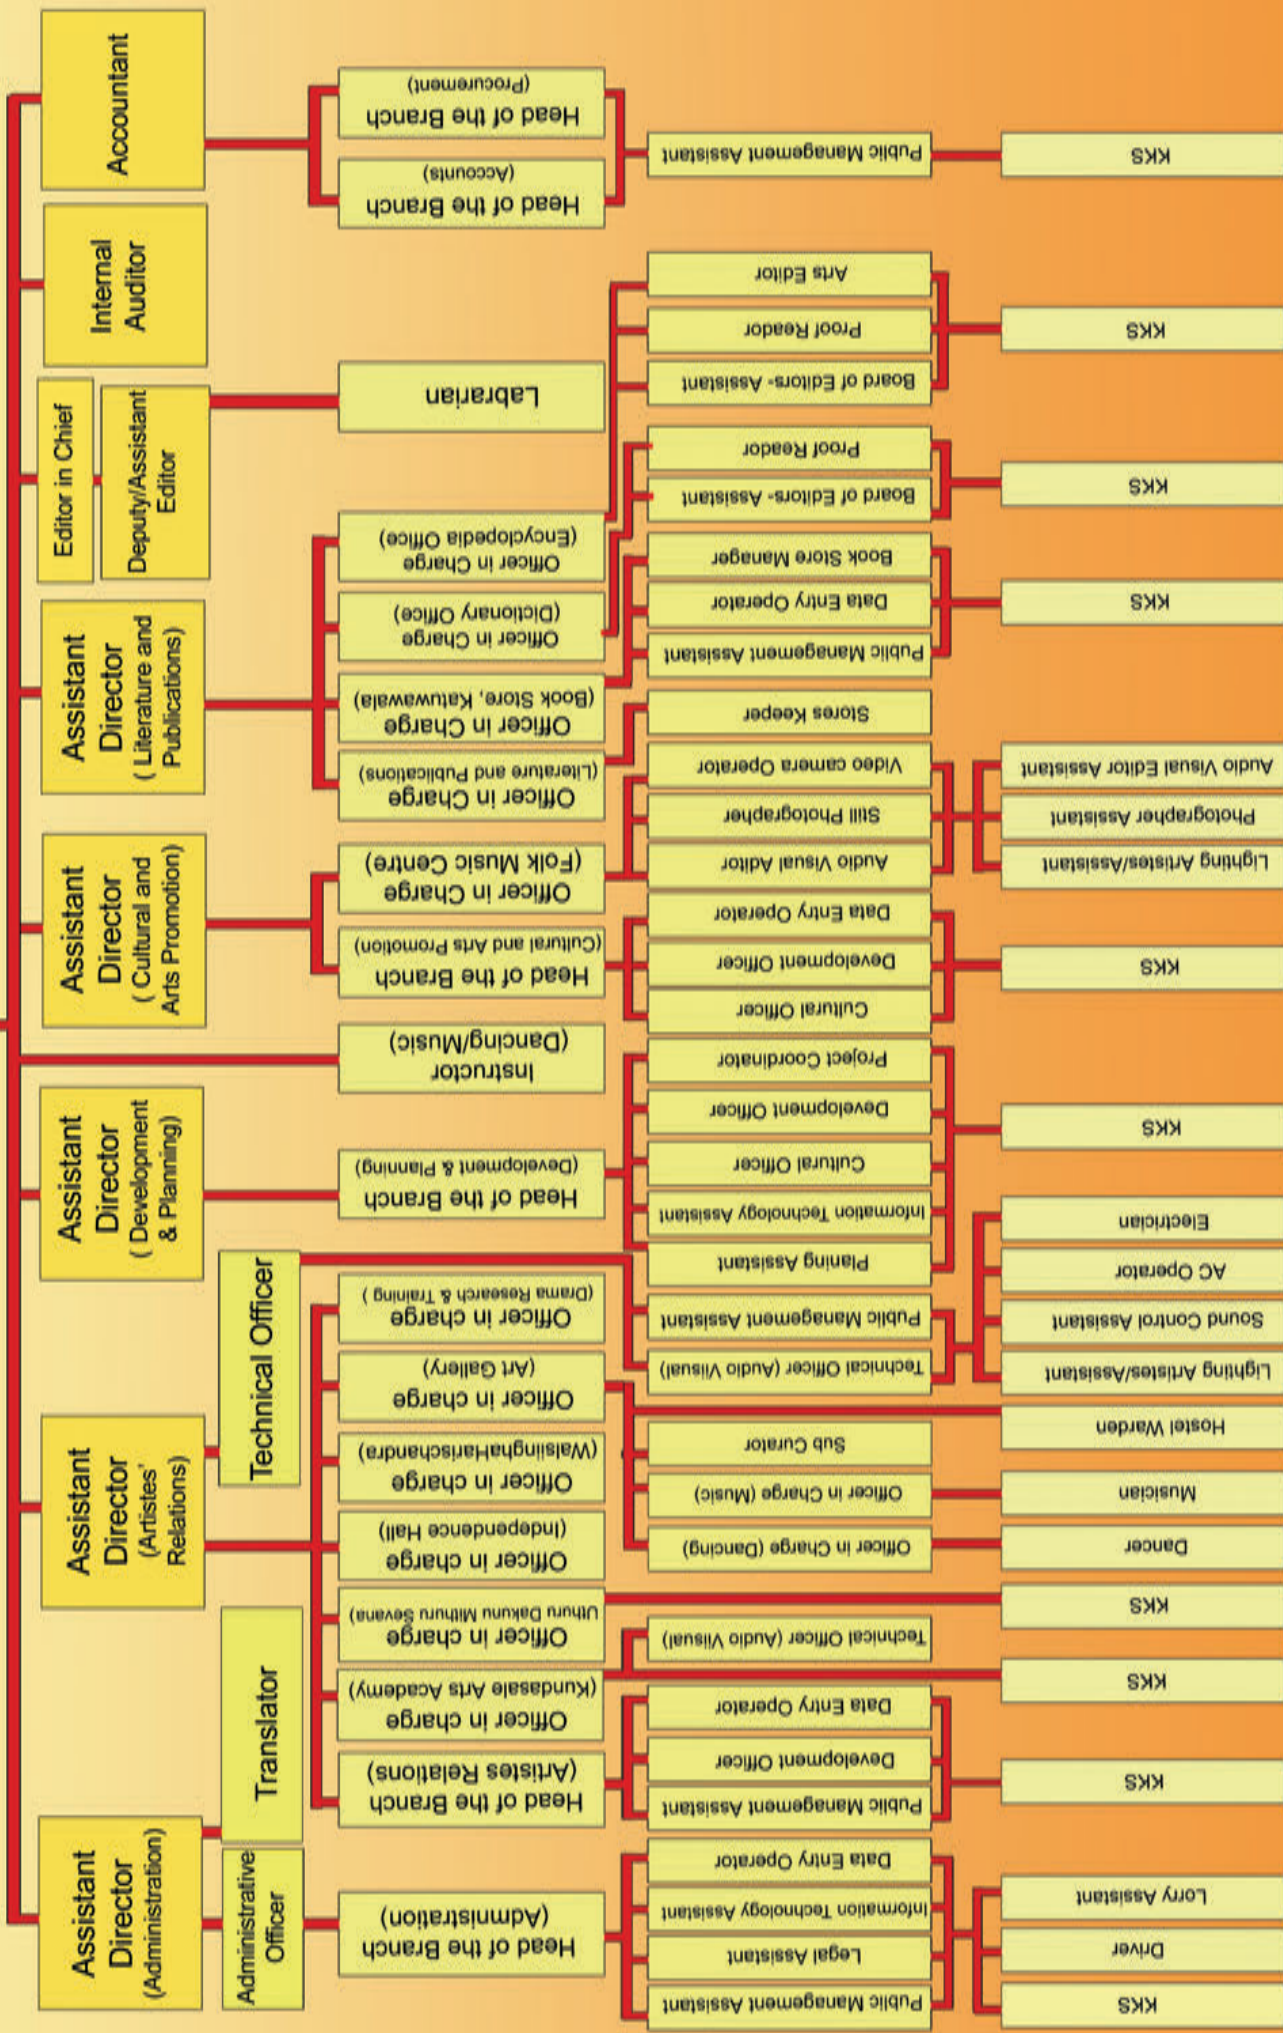 Assistant
Director
(Administration)
Administrative
Officer
Translator
Assistant
Director
(Artistes'
Relations)
Technical Officer
Assistant
Director
( Development
& Planning)
Assistant
Director
( Cultural and
Arts Promotion)
Assistant
Director
( Literature and
Publications)
Editor in Chief
Deputy/Assistant
Editor
Internal
Auditor
Accountant
Head of the Branch
(Admnistration)
Head of the Branch
(Artistes Relations)
Officer in charge
(Kundasale Arts Academy)
Officer in charge
Uthuru Dakunu Mithuru Sevana)
Officer in charge
(Independence Hall)
Officer in charge
(WalsiinghaHarischandra)
Officer in charge
(Art Gallery)
Officer in charge
(Drama Research & Training )
Head of the Branch
(Development & Planning)
Instructor
(Dancing/Music)
Head of the Branch
(Cultural and Arts Promotion)
Officer in Charge
(Folk Music Centre)
Officer in Charge
(Literature and Publications)
Officer in Charge
(Book Store, Katuwawala)
Officer in Charge
(Dictionary Office)
Officer in Charge
(Encyclopedia Office)
Labrarian
Head of the Branch
(Accounts)
Head of the Branch
(Procurement)
Public Management Assistant
Legal Assistant
Information Technology Assistant
Data Entry Operator
Public Management Assistant
Development Officer
Data Entry Operator
Technical Officer (Audio Viisual)
Officer in Charge (Dancing)
Officer in Charge (Music)
Sub Curator
Technical Officer (Audio Viisual)
Public Management Assistant
Planing Assistant
Information Technology Assistant
Cultural Officer
Development Officer
Project Coordinator
Cultural Officer
Development Officer
Data Entry Operator
Audio Visual Aditor
Still Photographer
Video camera Operator
Stores Keeper
Public Management Assistant
Data Entry Operator
Book Store Manager
Board of Editors- Assistant
Proof Reador
Board of Editors- Assistant
Proof Reador
Arts Editor
Public Management Assistant
KKS
Driver
Lorry Assistant
KKS
KKS
KKS
Dancer
Musician
Hostel Warden
Lighting Artistes/Assistant
Sound Control Assistant
AC Operator
Electrician
KKS
KKS
Lighting Artistes/Assistant
Photographer Assistant
Audio Visual Editor Assistant
KKS
KKS
KKS
KKS